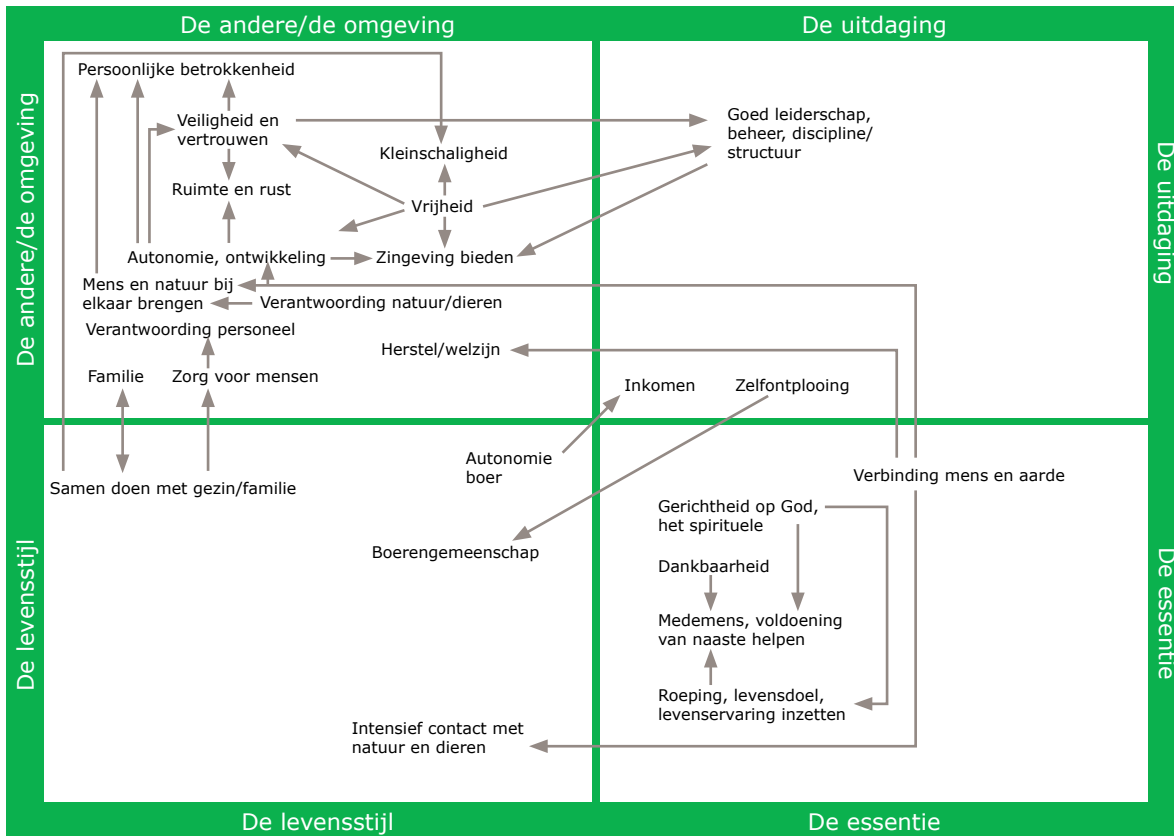 De andere/de omgeving
De uitdaging
De andere/de omgeving
De uitdaging
Persoonlijke betrokkenheid
Veiligheid en
vertrouwen
Kleinschaligheid
Ruimte en rust
Vrijheid
Autonomie, ontwikkeling
Zingeving bieden
Mens en natuur bij
elkaar brengen
Verantwoording natuur/dieren
Verantwoording personeel
Herstel/welzijn
Familie
Zorg voor mensen
Goed leiderschap,
beheer, discipline/
structuur
Inkomen
Zelfontplooing
De levensstijl
De essentie
Samen doen met gezin/familie
Autonomie
boer
Boerengemeenschap
Intensief contact met
natuur en dieren
Verbinding mens en aarde
Gerichtheid op God,
het spirituele
Dankbaarheid
Medemens, voldoening
van naaste helpen
Roeping, levensdoel,
levenservaring inzetten
De levensstijl
De essentie